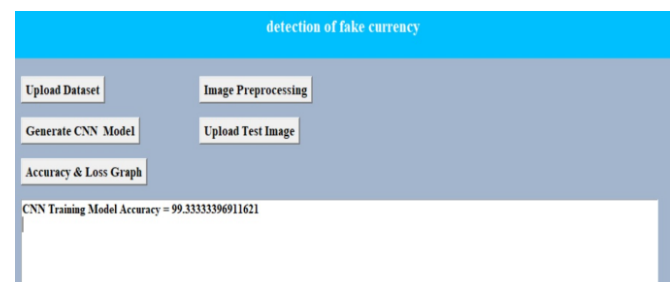 detection of fake currency
Upload Dataset
Image Preprocessing
Generate CNN Model
Upload Test Image
Accuracy & Loss Graph
CNN Training Model Accuracy = 99.33333396911621